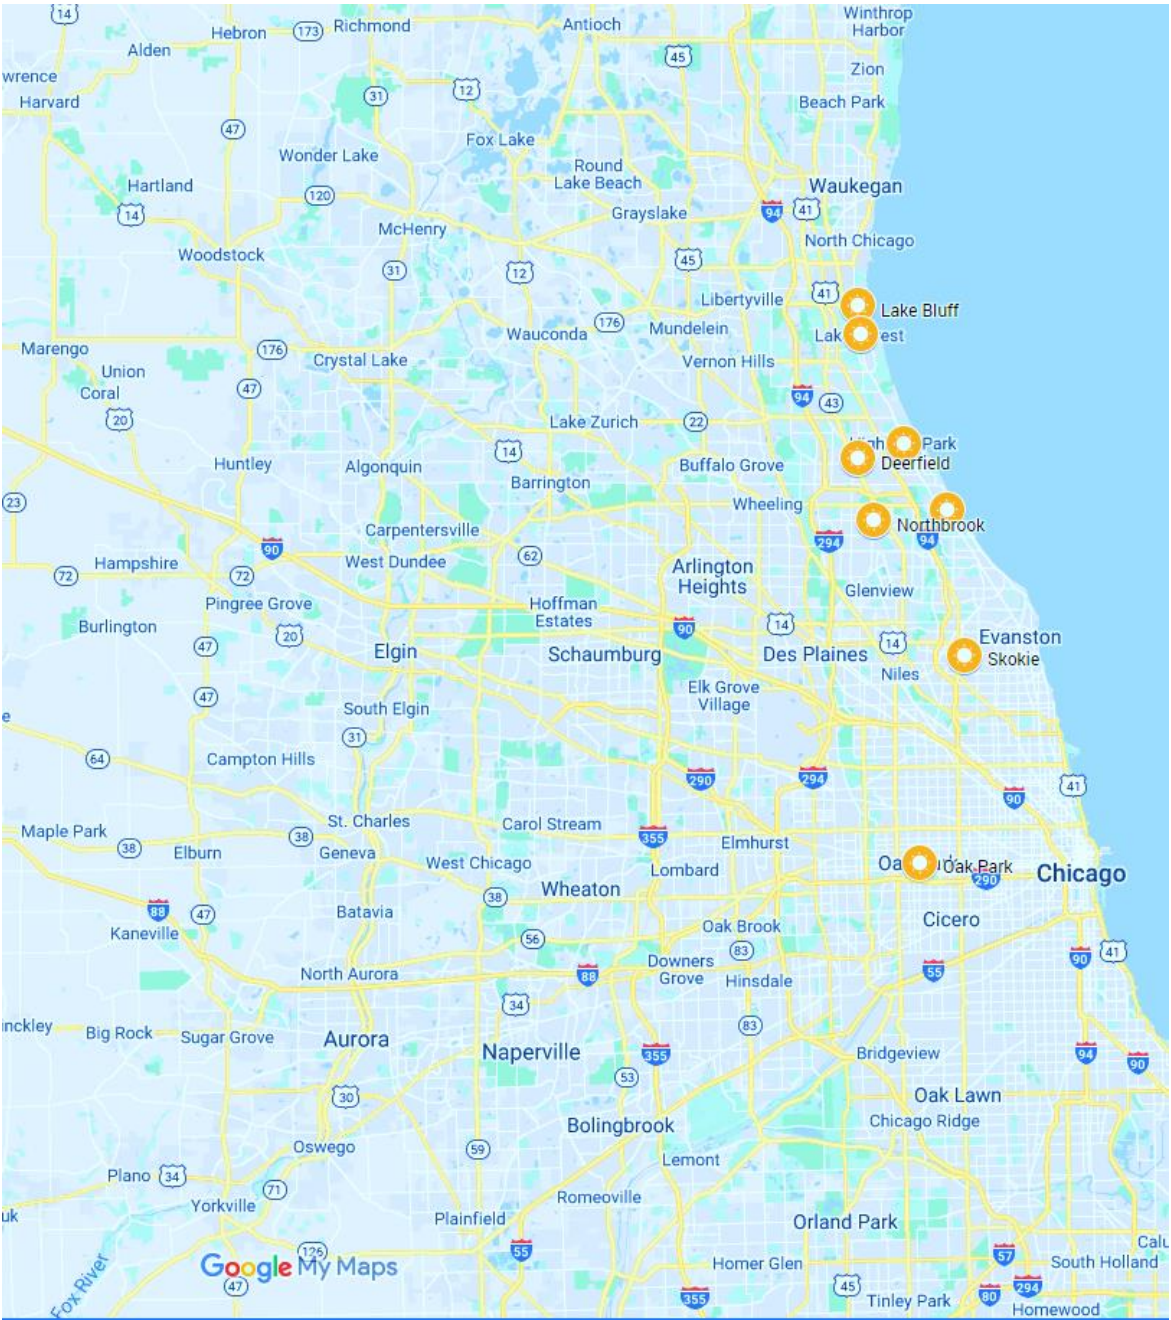 14
Hebron
173
Richmond
Antioch
Winthrop
Harbor
Alden
45
Zion
wrence
Harvard
31
12
Beach Park
47
Fox Lake
Wonder Lake
Round
Lake Beach
Hartland
120
Waukegan
14
94
41
Grayslake
McHenry
North Chicago
Woodstock
31
12
45
Libertyville
41
Lake Bluff
176
Mundelein
Wauconda
Lak
est
Marengo
176
Crystal Lake
Vernon Hills
Union
Coral
47
94
43
20
Lake Zurich
22
14
High
Park
Huntley
Algonquin
Buffalo Grove
Deerfield
Barrington
23
Wheeling
Carpentersville
Northbrook
90
62
294
94
Hampshire
West Dundee
Arlington
Heights
72
72
Glenview
Pingree Grove
Hoffman
Estates
Burlington
20
90
14
14
Evanston
47
Elgin
Schaumburg
Des Plaines
Skokie
Niles
47
Elk Grove
Village
South Elgin
e
31
64
Campton Hills
290
294
41
90
St. Charles
Carol Stream
Maple Park
38
38
355
Elmhurst
Elburn
Geneva
West Chicago
Lombard
Oa
Oak Park
290
Chicago
Wheaton
38
88
47
Batavia
Cicero
Kaneville
56
Oak Brook
83
90
41
North Aurora
88
Downers
Grove
Hinsdale
55
34
inckley
Big Rock
Sugar Grove
Aurora
Naperville
83
355
Bridgeview
94
90
53
30
Oak Lawn
Bolingbrook
Chicago Ridge
Oswego
59
Lemont
Plano
34
71
Yorkville
Romeoville
uk
Plainfield
Orland Park
126
55
57
Calu
Google My Maps
Homer Glen
South Holland
Fox River
47
355
45
Tinley Park
80
294
Homewood